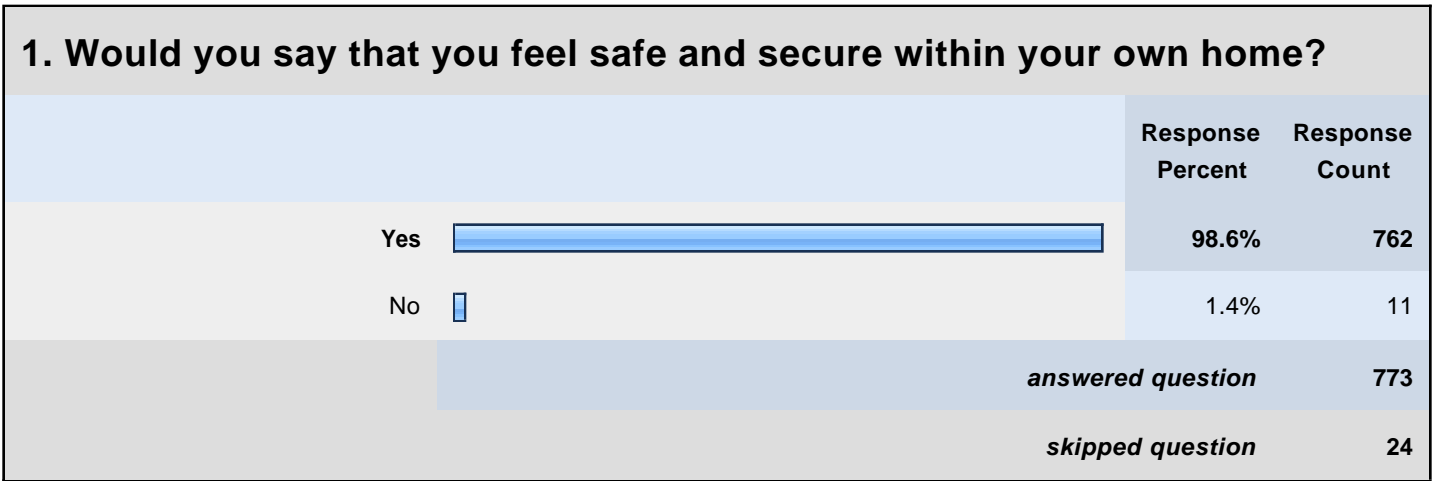 1. Would you say that you feel safe and secure within your own home?
Response Response
Percent Count
Yes 98.6% 762
No 1.4% 11
answered question 773
skipped question 24